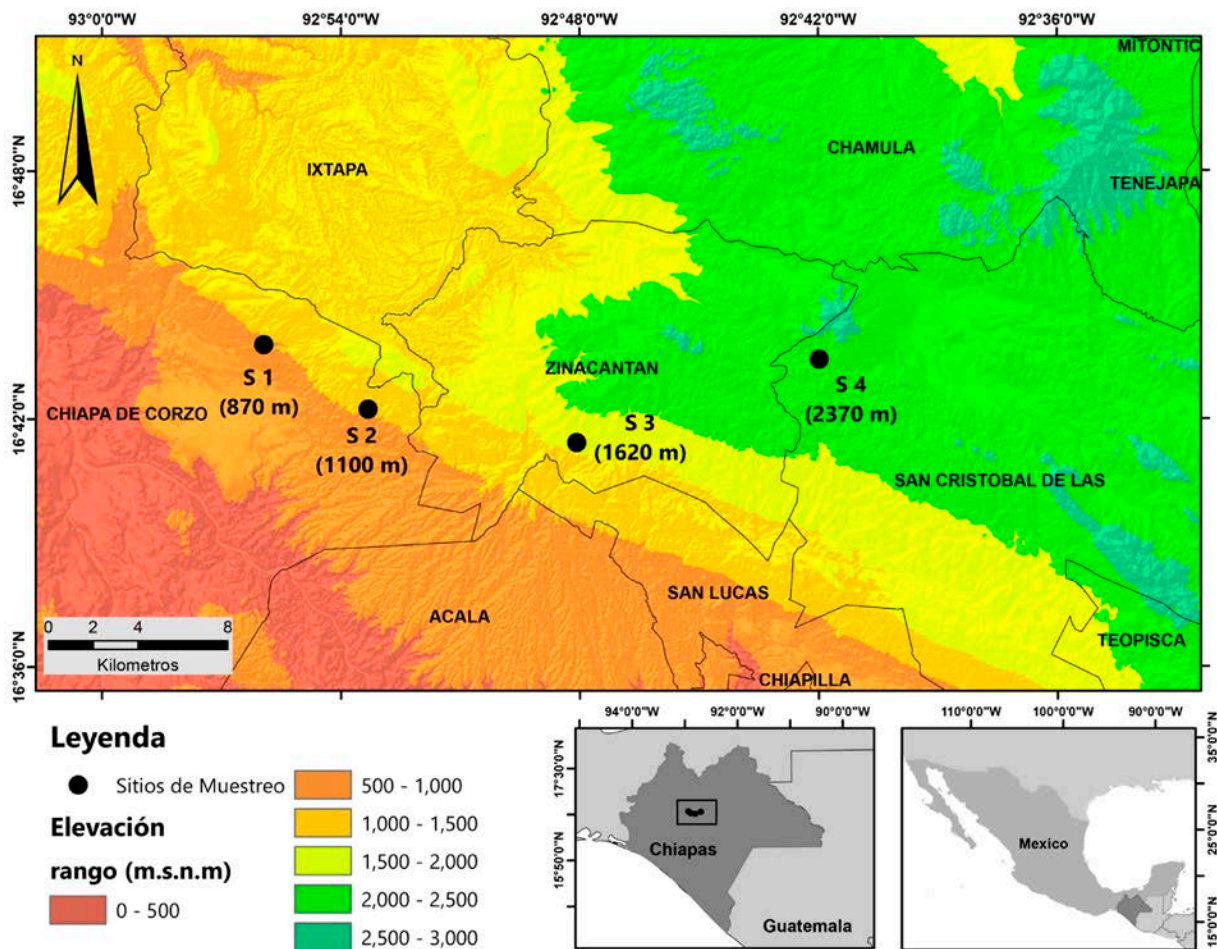 93°0'0"W
92°54'0"W
92°48'0"W
92°42'0"W
92°36'0"W
MITONTIC
N
CHAMULA
IXTAPA
TENEJAPA
16°48'0"N
ZINACANTAN
S 1
(870 m)
CHIAPA DE CORZO
S 2
(1100 m)
S 3
(1620 m)
S 4
(2370 m)
16°42'0"N
SAN CRISTOBAL DE LAS
SAN LUCAS
ACALA
TEOPISCA
CHIAPILLA
0 2 4 8
Kilometros
16°36'0"N
Leyenda
Sitios de Muestreo
Elevación
rango (m.s.n.m)
0 - 500
500 - 1,000
1,000 - 1,500
1,500 - 2,000
2,000 - 2,500
2,500 - 3,000
94°0'0"W
92°0'0"W
90°0'0"W
17°30'0"N
15°50'0"N
Chiapas
Guatemala
110°0'0"W
100°0'0"W
90°0'0"W
35°0'0"N
25°0'0"N
15°0'0"N
Mexico